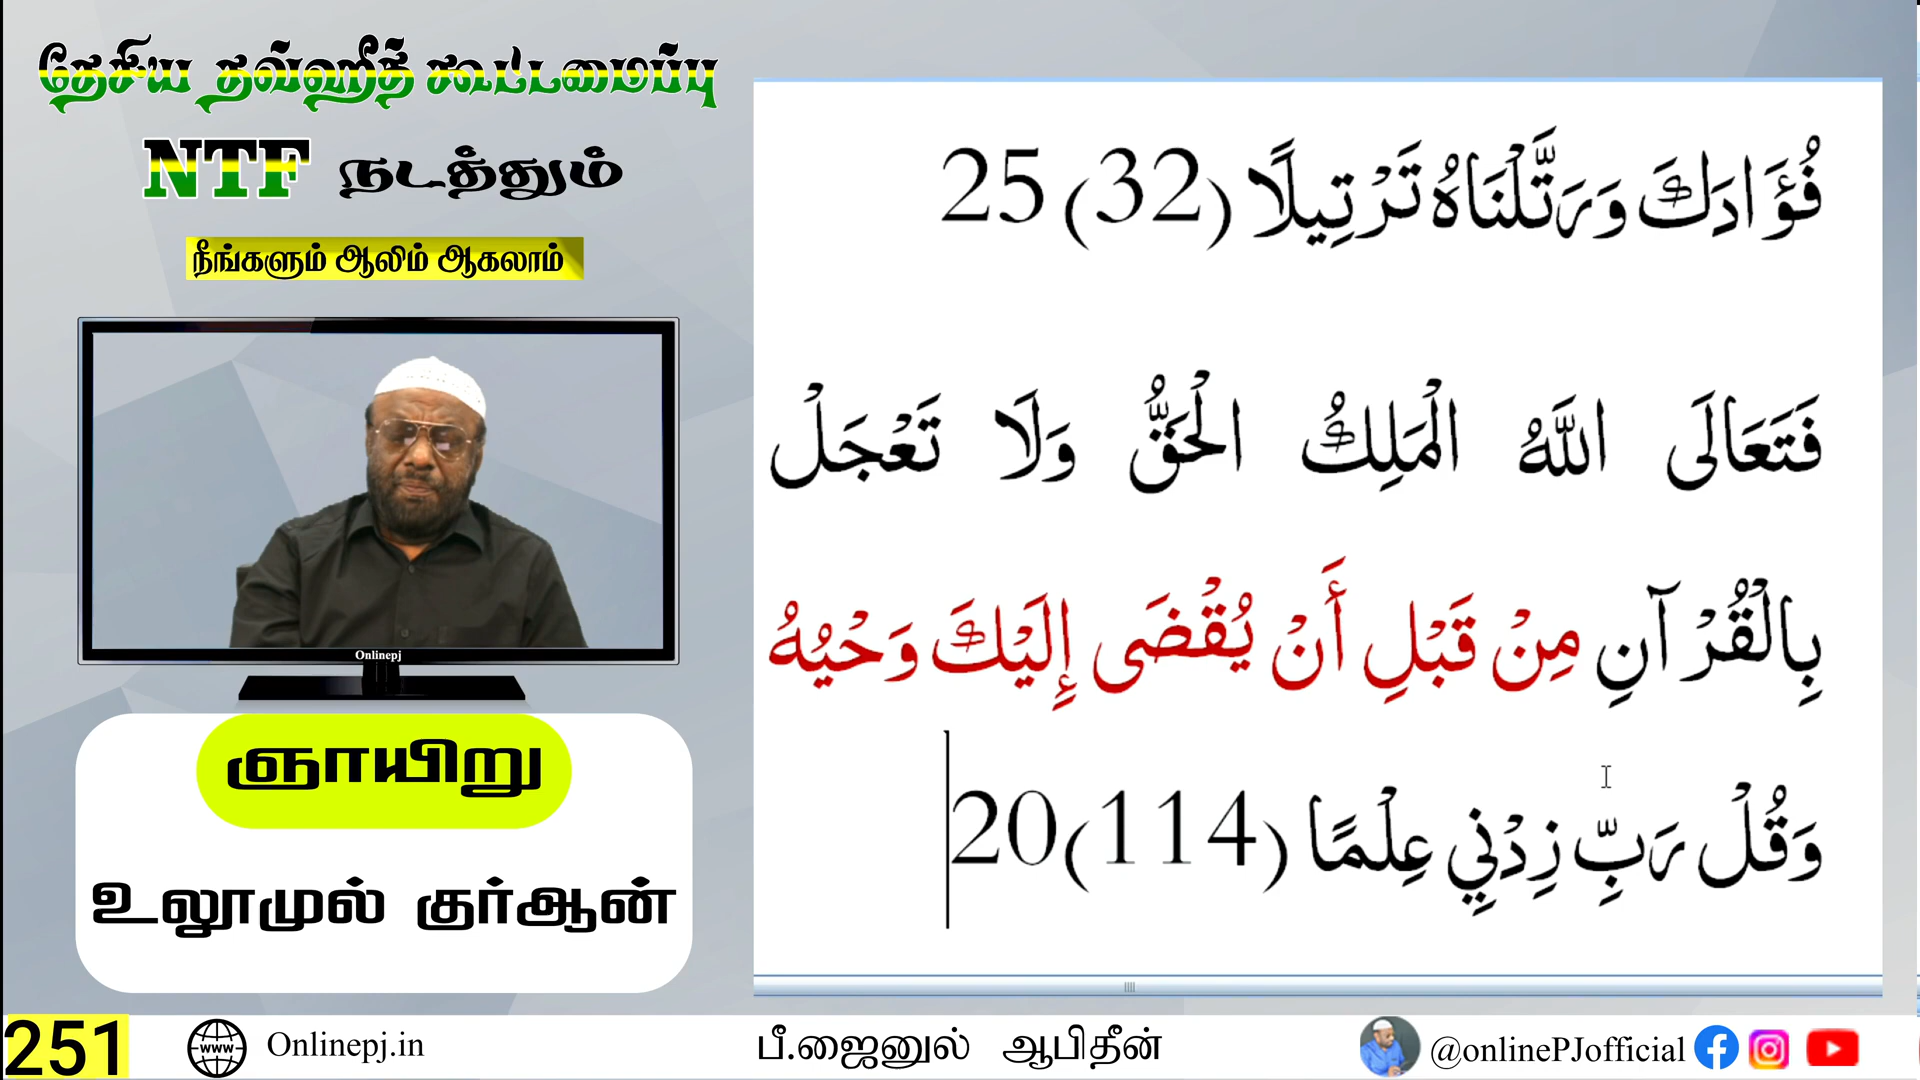 தேசிய தவ்ஹீத் கூட்டமைப்பு
NTF நடத்தும்
நீங்களும் ஆலிம் ஆகலாம்
Onlinepj
ஞாயிறு
உலூமுல் குர்ஆன்
فُؤَادَكَ وَرَتَّلْنَاهُ تَرْتِيلًا (32) 25
فَتَعَالَى اللَّهُ الْمَلِكُ الْحَقُّ وَلَا تَعْجَلْ
بِالْقُرْآنِ مِنْ قَبْلِ أَنْ يُقْضَى إِلَيْكَ وَحْيُهُ
وَقُلْ رَبِّ زِدْنِي عِلْمًا (114) 20
251
www
Onlinepj.in
பீ.ஜைனுல் ஆபிதீன்
@onlinePJofficial